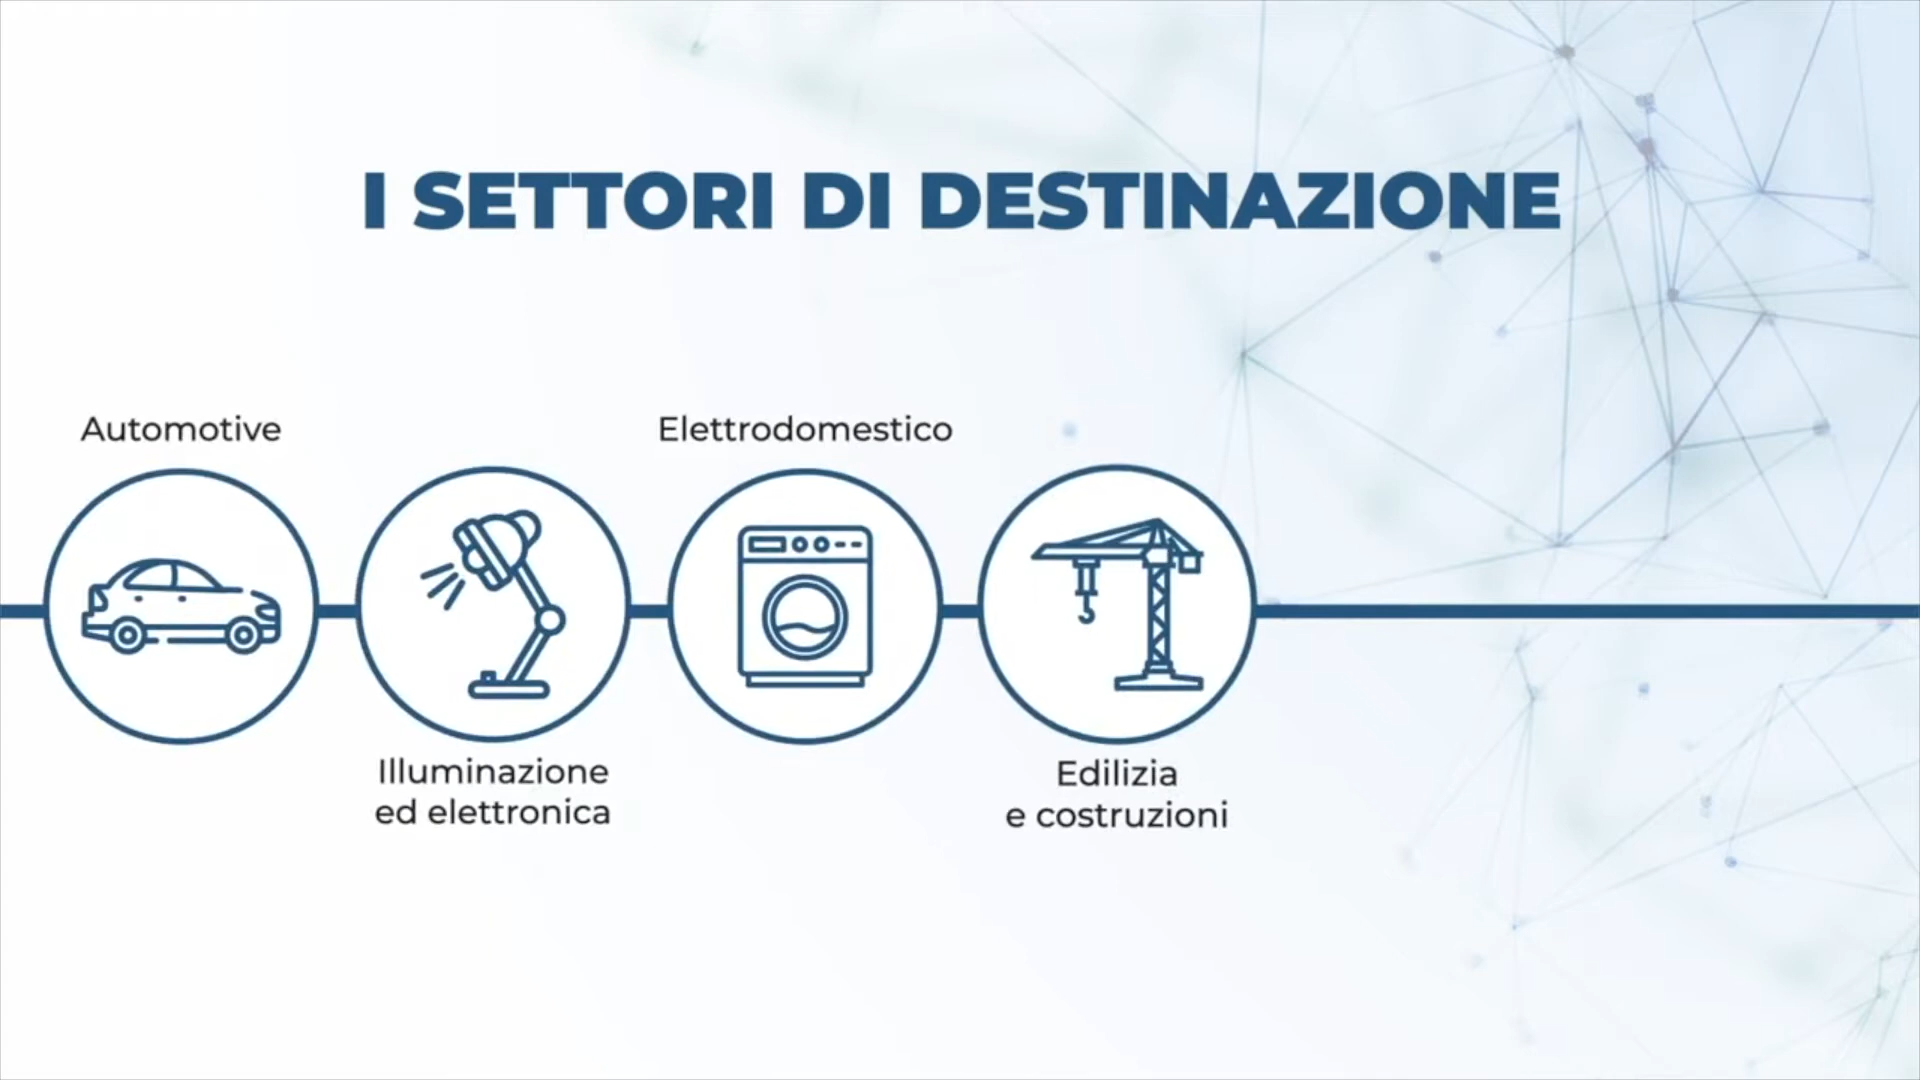 I SETTORI DI DESTINAZIONE
Automotive
Illuminazione
ed elettronica
Elettrodomestico
Edilizia
e costruzioni